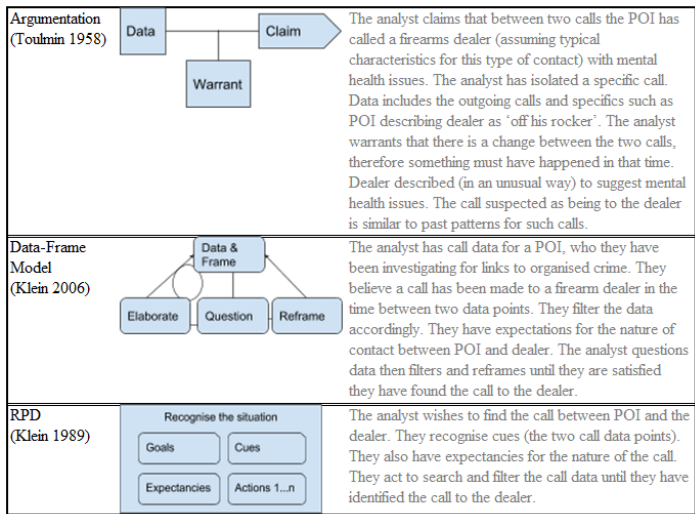 Argumentation
(Toulmin 1958)
Data
Claim
Warrant
The analyst claims that between two calls the POI has
called a firearms dealer (assuming typical
characteristics for this type of contact) with mental
health issues. The analyst has isolated a specific call.
Data includes the outgoing calls and specifics such as
POI describing dealer as ‘off his rocker’. The analyst
warrants that there is a change between the two calls,
therefore something must have happened in that time.
Dealer described (in an unusual way) to suggest mental
health issues. The call suspected as being to the dealer
is similar to past patterns for such calls.
Data-Frame
Model
(Klein 2006)
Data &
Frame
Elaborate
Question
Reframe
The analyst has call data for a POI, who they have
been investigating for links to organised crime. They
believe a call has been made to a firearm dealer in the
time between two data points. They filter the data
accordingly. They have expectations for the nature of
contact between POI and dealer. The analyst questions
data then filters and reframes until they are satisfied
they have found the call to the dealer.
RPD
(Klein 1989)
Recognise the situation
Goals
Cues
Expectancies
Actions 1...n
The analyst wishes to find the call between POI and the
dealer. They recognise cues (the two call data points).
They also have expectancies for the nature of the call.
They act to search and filter the call data until they have
identified the call to the dealer.